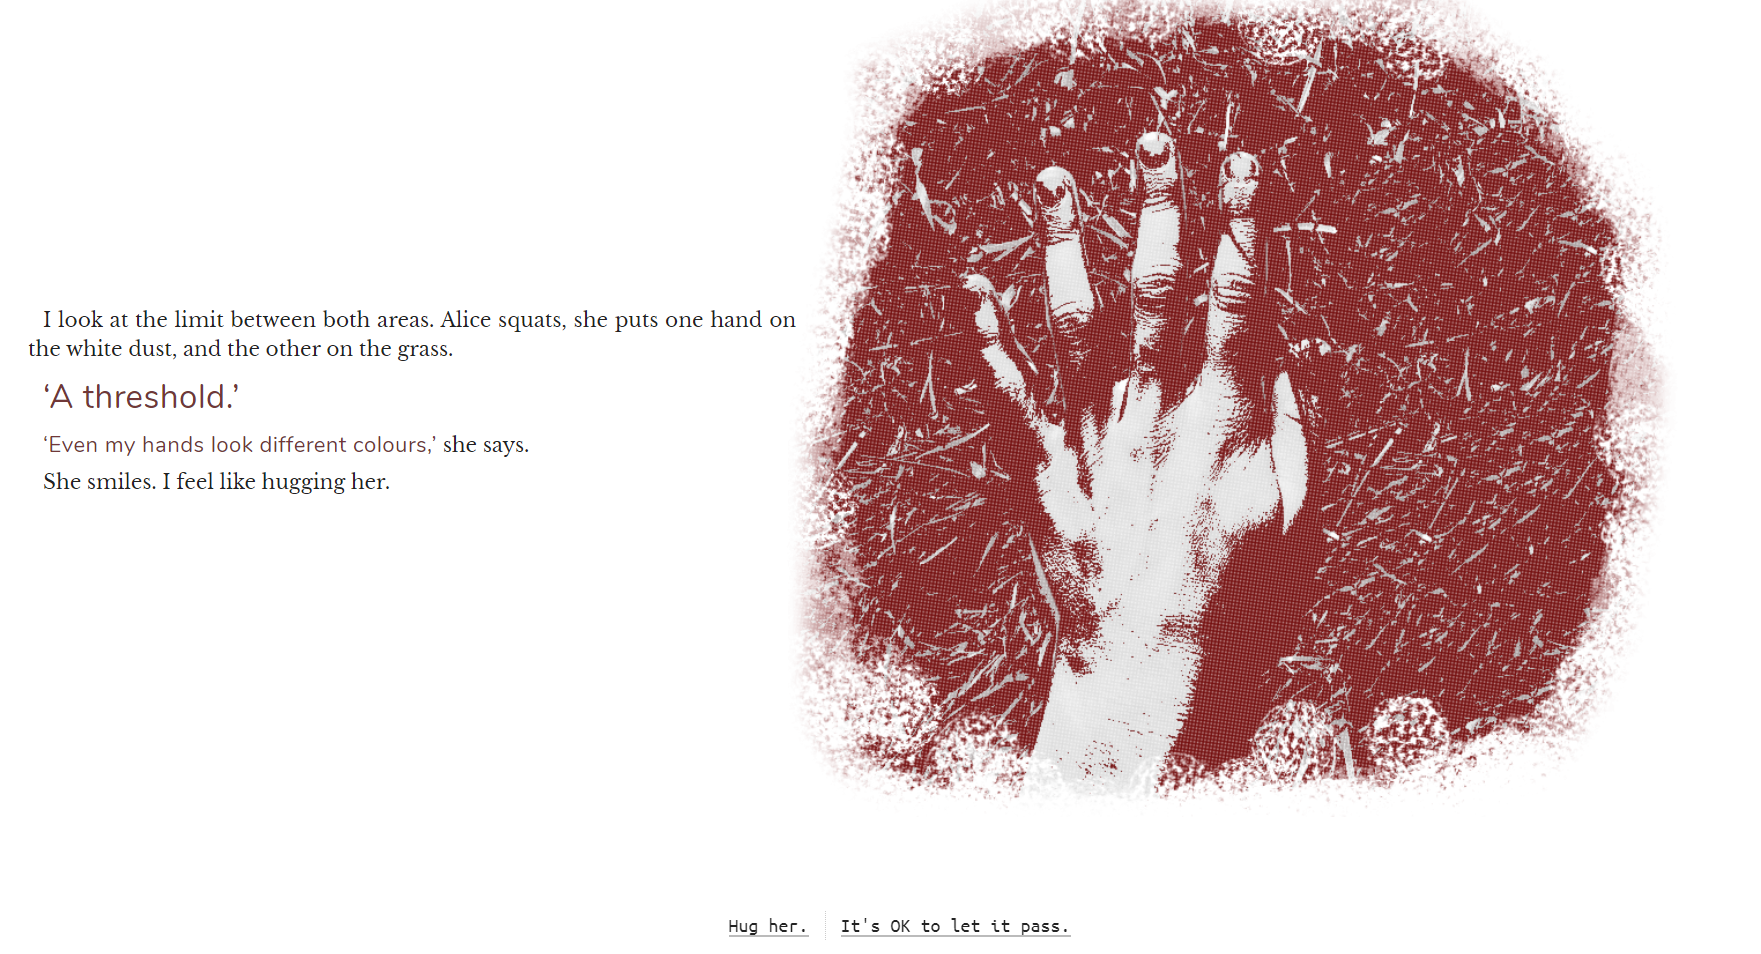 I look at the limit between both areas. Alice squats, she puts one hand on
the white dust, and the other on the grass.
‘A threshold.’
‘Even my hands look different colours,’ she says.
She smiles. I feel like hugging her.
Hug her.
It's OK to let it pass.